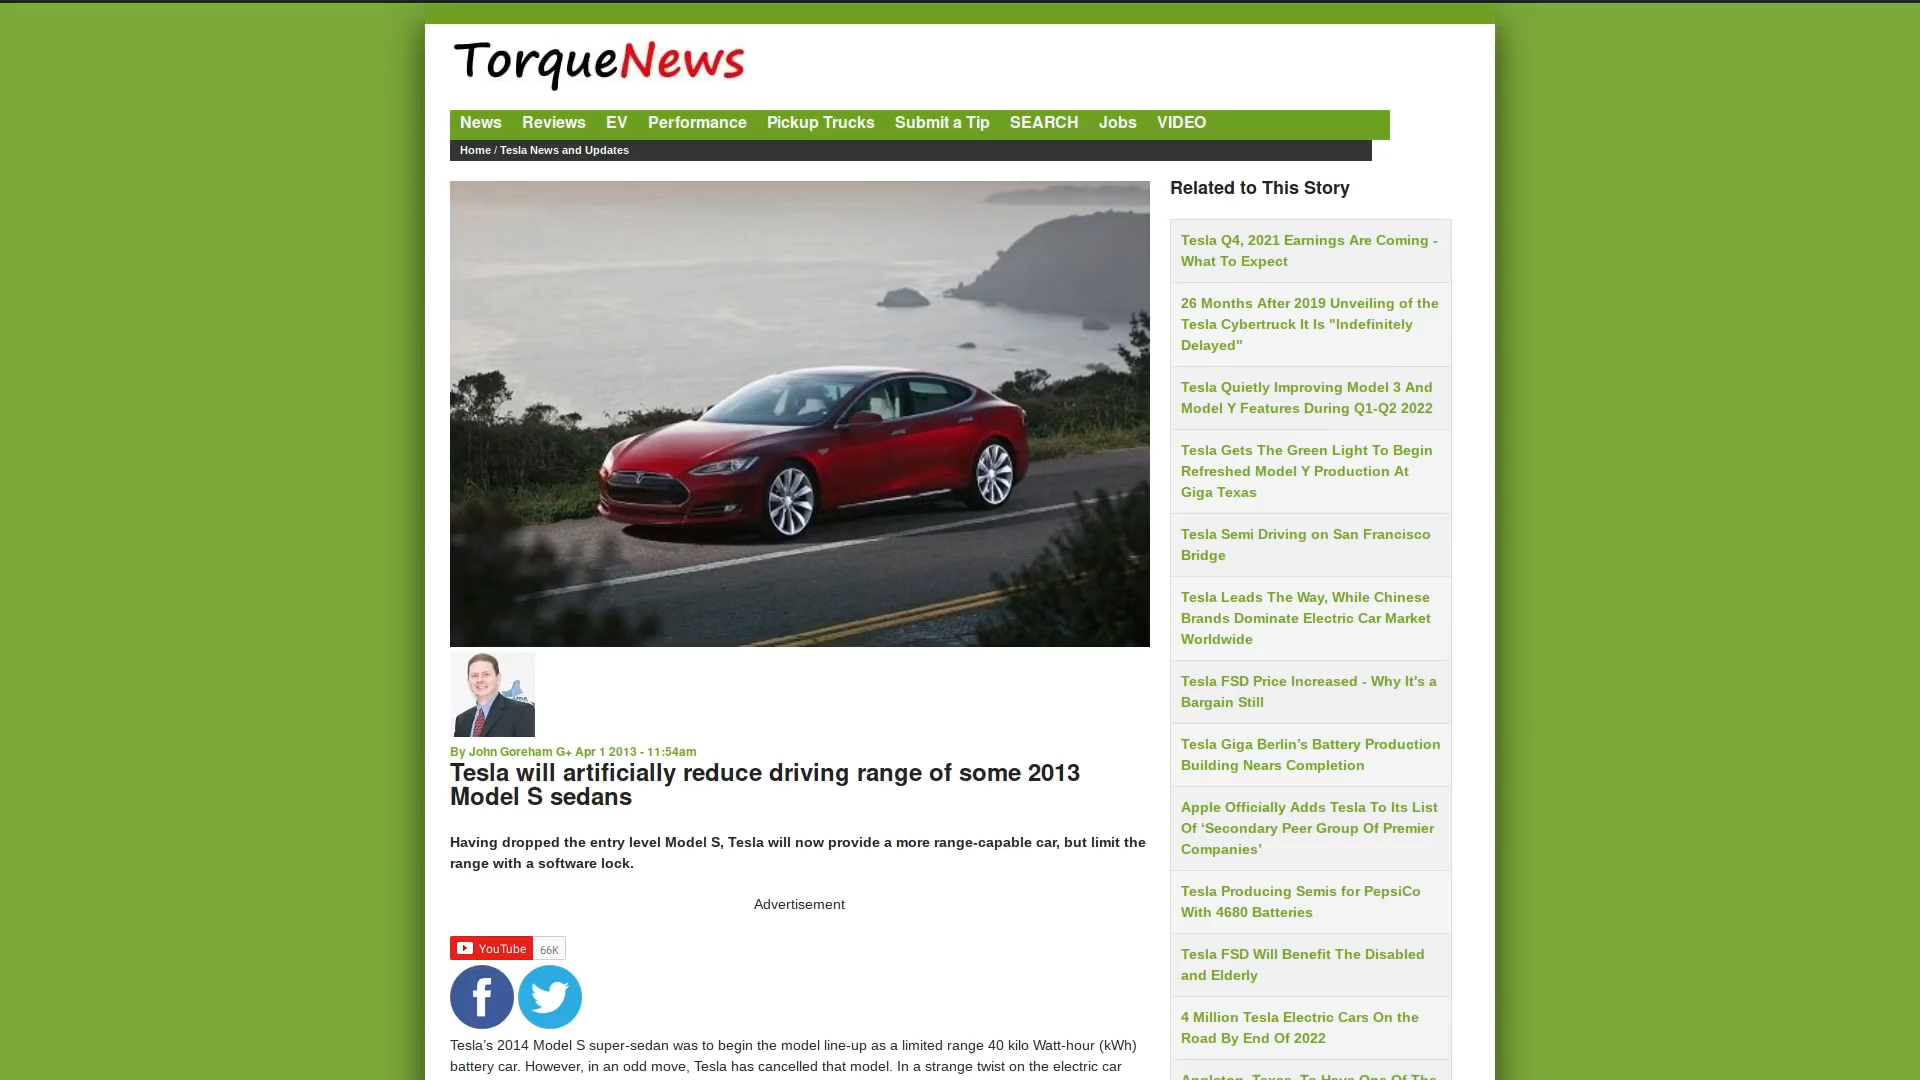 TorqueNews
News Reviews EV Performance Pickup Trucks Submit a Tip SEARCH Jobs VIDEO
Home / Tesla News and Updates
By John Goreham G+ Apr 1 2013 - 11:54am
Tesla will artificially reduce driving range of some 2013
Model S sedans
Having dropped the entry level Model S, Tesla will now provide a more range-capable car, but limit the
range with a software lock.
Advertisement
YouTube 66K
Tesla’s 2014 Model S super-sedan was to begin the model line-up as a limited range 40 kilo Watt-hour (kWh)
battery car. However, in an odd move, Tesla has cancelled that model. In a strange twist on the electric car
Related to This Story
Tesla Q4, 2021 Earnings Are Coming -
What To Expect
26 Months After 2019 Unveiling of the
Tesla Cybertruck It Is "Indefinitely
Delayed"
Tesla Quietly Improving Model 3 And
Model Y Features During Q1-Q2 2022
Tesla Gets The Green Light To Begin
Refreshed Model Y Production At
Giga Texas
Tesla Semi Driving on San Francisco
Bridge
Tesla Leads The Way, While Chinese
Brands Dominate Electric Car Market
Worldwide
Tesla FSD Price Increased - Why It's a
Bargain Still
Tesla Giga Berlin’s Battery Production
Building Nears Completion
Apple Officially Adds Tesla To Its List
Of ‘Secondary Peer Group Of Premier
Companies’
Tesla Producing Semis for PepsiCo
With 4680 Batteries
Tesla FSD Will Benefit The Disabled
and Elderly
4 Million Tesla Electric Cars On the
Road By End Of 2022
Angleton, Texas, To Have One Of The